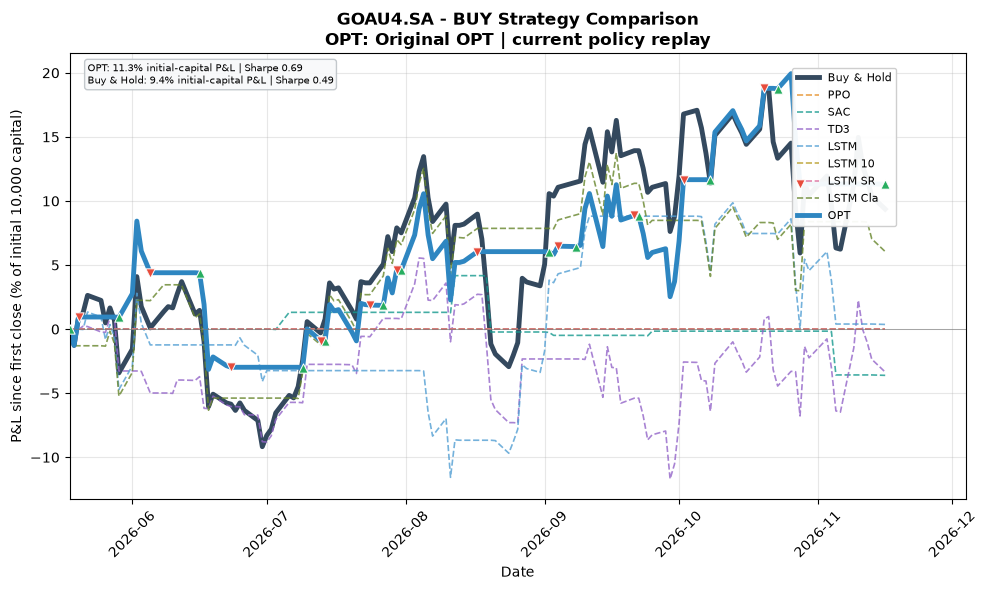 GOAU4.SA - BUY Strategy Comparison
OPT: Original OPT | current policy replay
OPT: 11.3% initial-capital P&L | Sharpe 0.69
Buy & Hold: 9.4% initial-capital P&L | Sharpe 0.49
Buy & Hold
PPO
SAC
TD3
LSTM
LSTM 10
LSTM SR
LSTM Cla
OPT
P&L since first close (% of initial 10,000 capital)
20
15
10
5
0
−5
−10
2026-06
2026-07
2026-08
2026-09
2026-10
2026-11
2026-12
Date